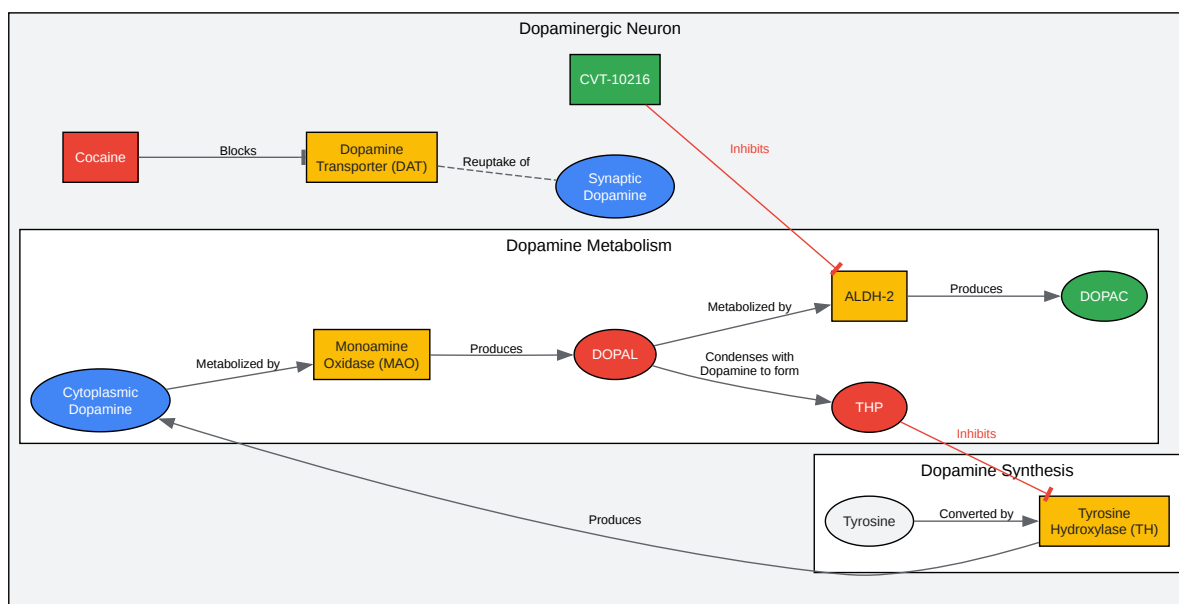 Dopaminergic Neuron
CVT-10216
Inhibits
Cocaine
Blocks
Dopamine
Transporter (DAT)
Reuptake of
Synaptic
Dopamine
Dopamine Metabolism
ALDH-2
Produces
DOPAC
Metabolized by
Monoamine
Oxidase (MAO)
Produces
DOPAL
Metabolized by
Condenses with
Dopamine to form
Cytoplasmic
Dopamine
THP
Inhibits
Dopamine Synthesis
Tyrosine
Converted by
Tyrosine
Hydroxylase (TH)
Produces